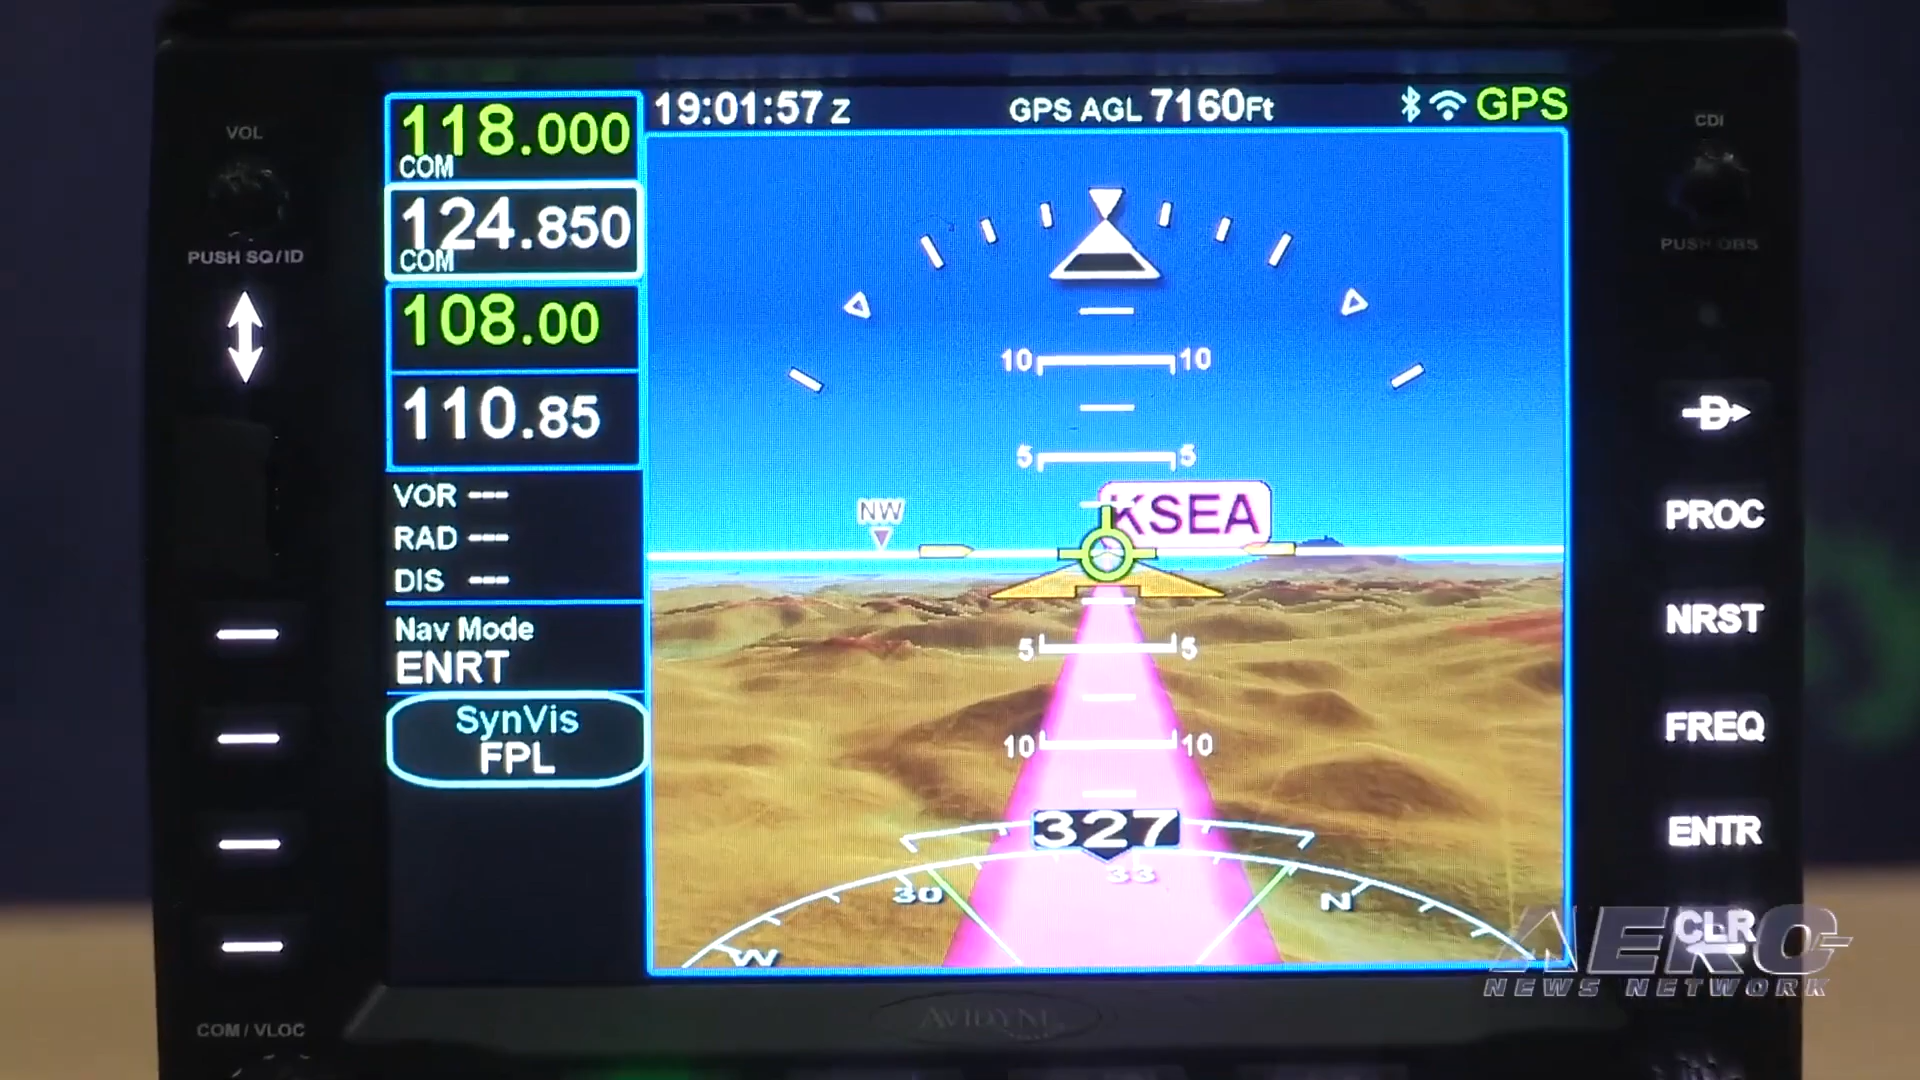 VOL
PUSH SQ/ID
COM / VLOC
118.000
COM
124.850
COM
108.00
110.85
VOR ---
RAD ---
DIS ---
Nav Mode
ENRT
SynVis
FPL
19:01:57 Z
GPS AGL 7160Ft
GPS
10 10
5 5
NW
KSEA
5 5
10 10
327
W 30 33 N
CDI
PUSH OBS
D
PROC
NRST
FREQ
ENTR
CLR
AVIDYNE
AERO
NEWS NETWORK